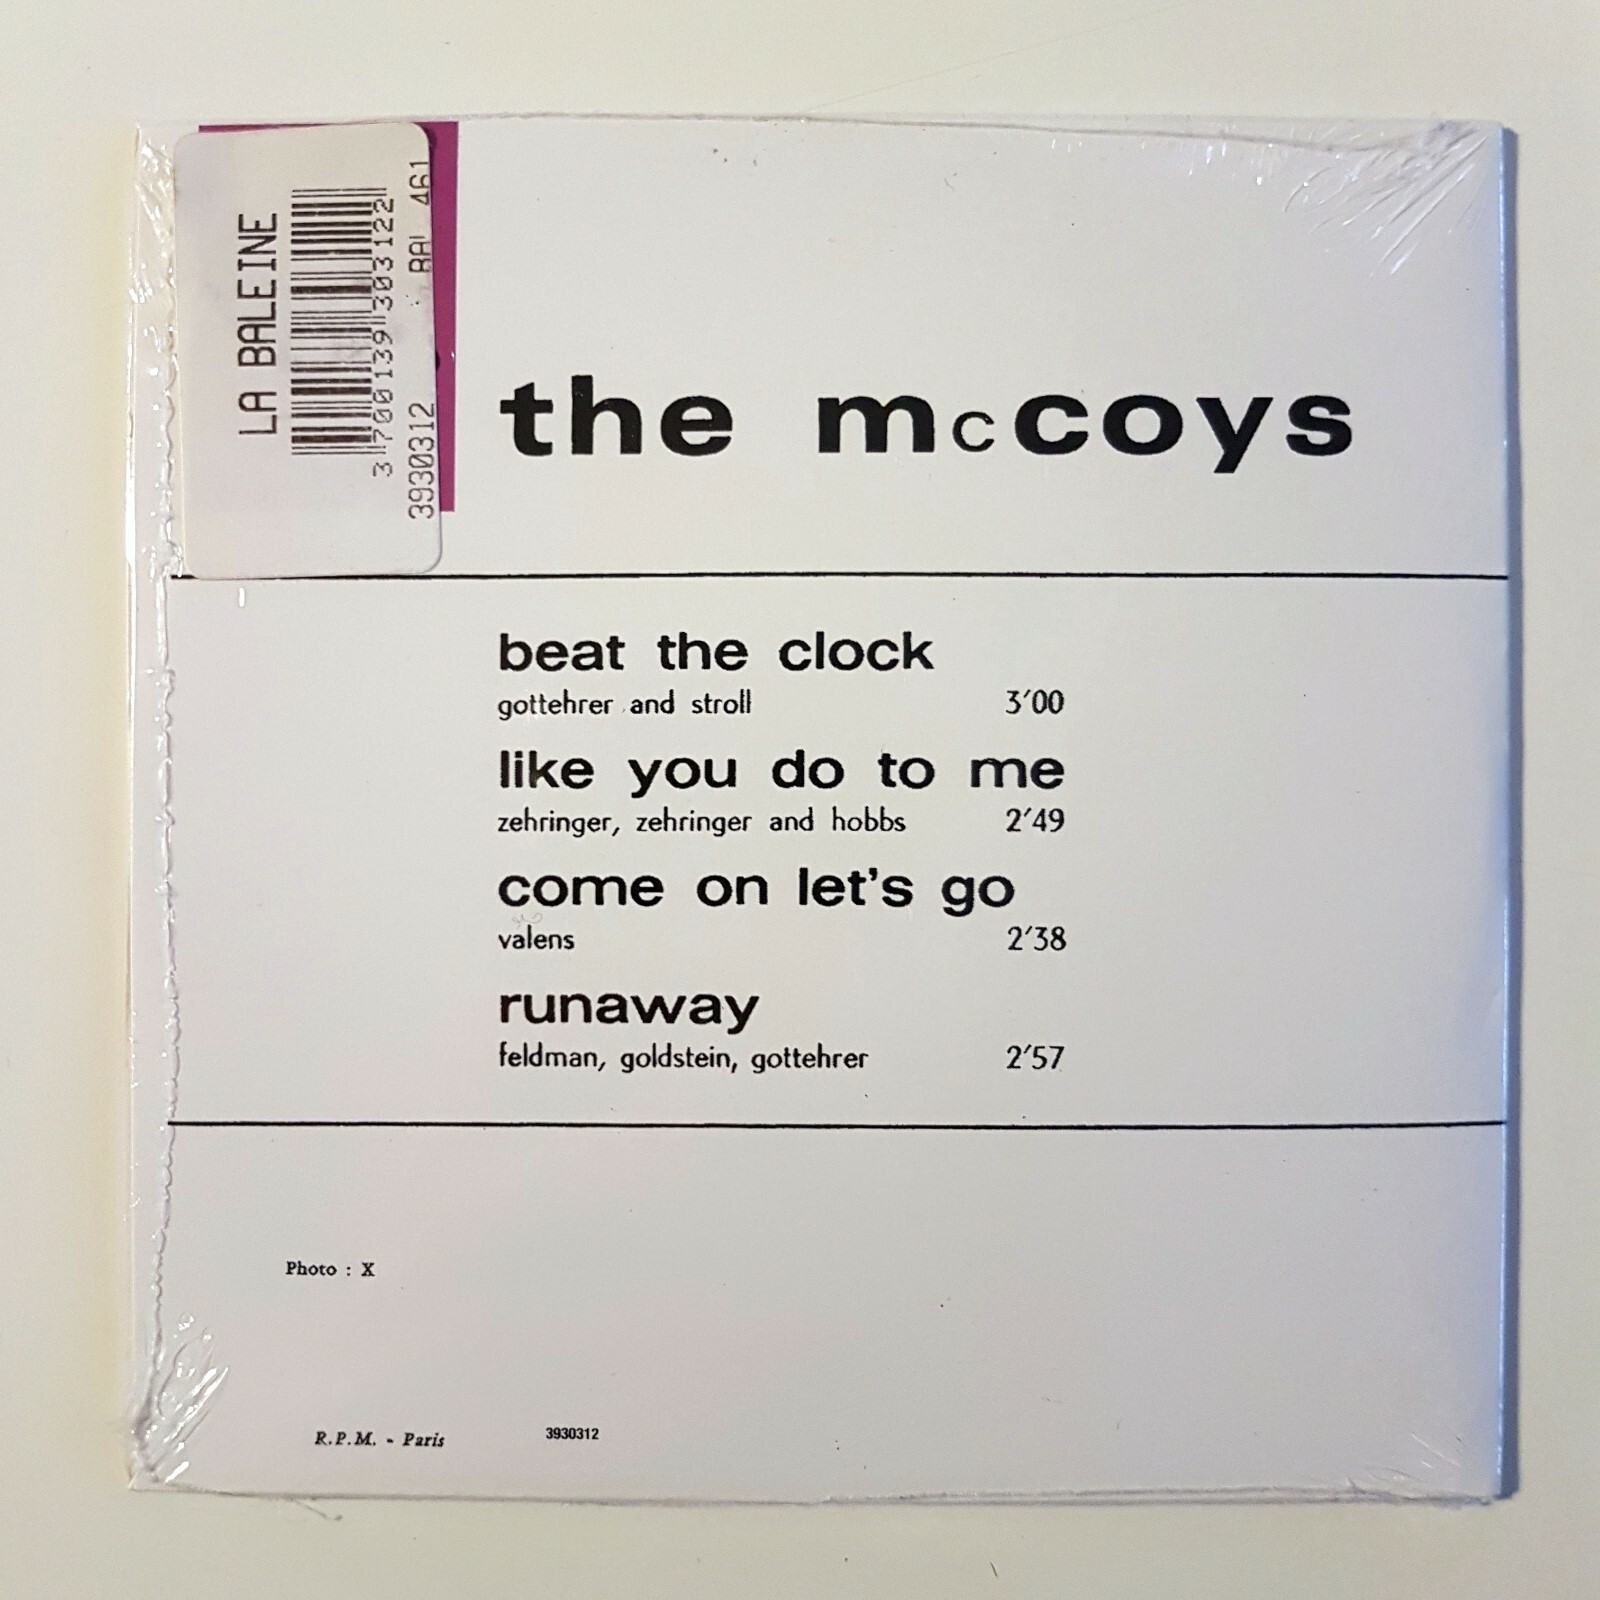 LA BALEINE
3 700139 303122
3930312
461
the mccoys
beat the clock
gottehrer and stroll 3'00
like you do to me
zehringer, zehringer and hobbs 2'49
come on let's go
valens 2'38
runaway
feldman, goldstein, gottehrer 2'57
Photo : X
R.P.M. - Paris 3930312